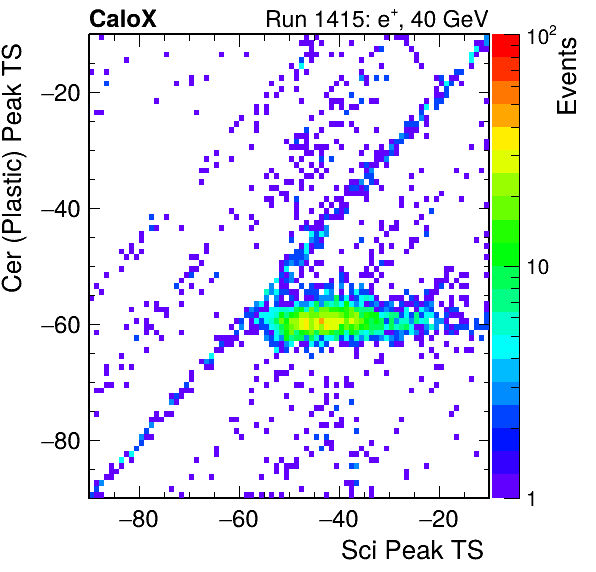 CaloX Run 1415: e⁺, 40 GeV
10²
10
1
Events
Cer (Plastic) Peak TS
−20
−40
−60
−80
−80 −60 −40 −20
Sci Peak TS